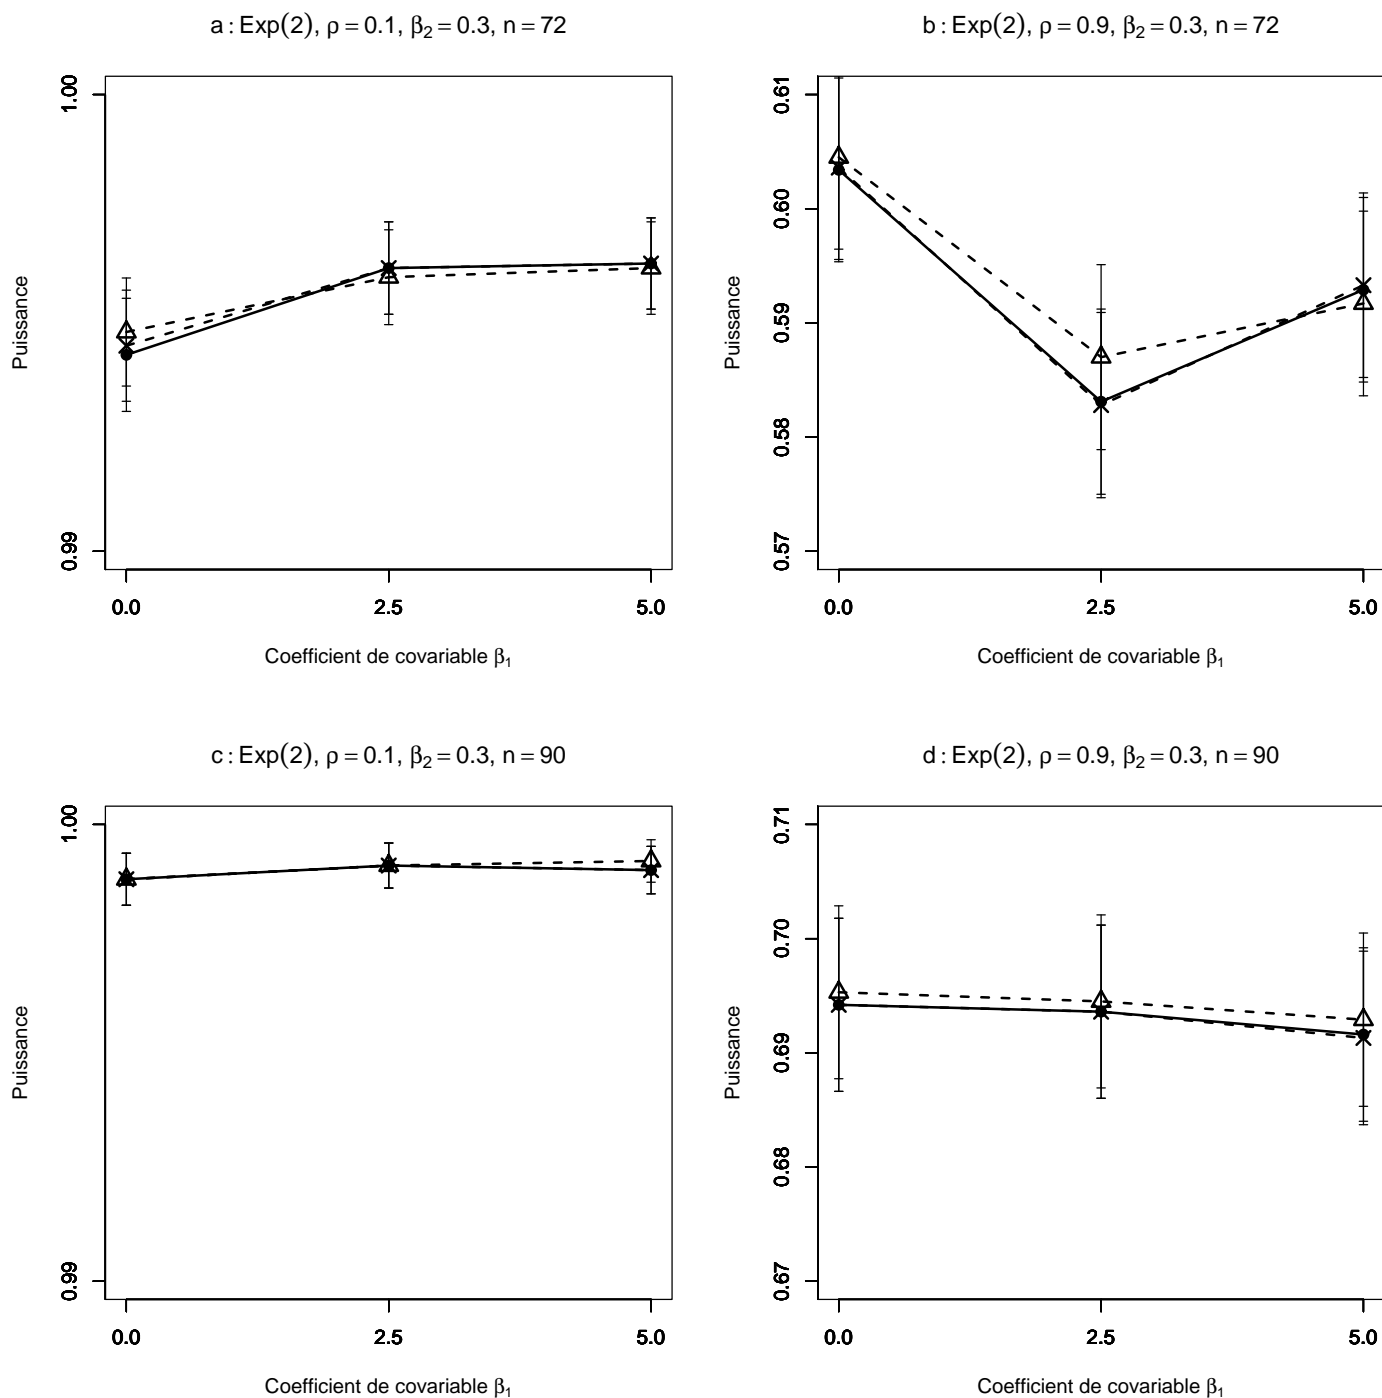 a : Exp(2), ρ = 0.1, β₂ = 0.3, n = 72
1.00
0.99
Puissance
0.0 2.5 5.0
Coefficient de covariable β₁
b : Exp(2), ρ = 0.9, β₂ = 0.3, n = 72
0.61
0.60
0.59
0.58
0.57
Puissance
0.0 2.5 5.0
Coefficient de covariable β₁
c : Exp(2), ρ = 0.1, β₂ = 0.3, n = 90
1.00
0.99
Puissance
0.0 2.5 5.0
Coefficient de covariable β₁
d : Exp(2), ρ = 0.9, β₂ = 0.3, n = 90
0.71
0.70
0.69
0.68
0.67
Puissance
0.0 2.5 5.0
Coefficient de covariable β₁